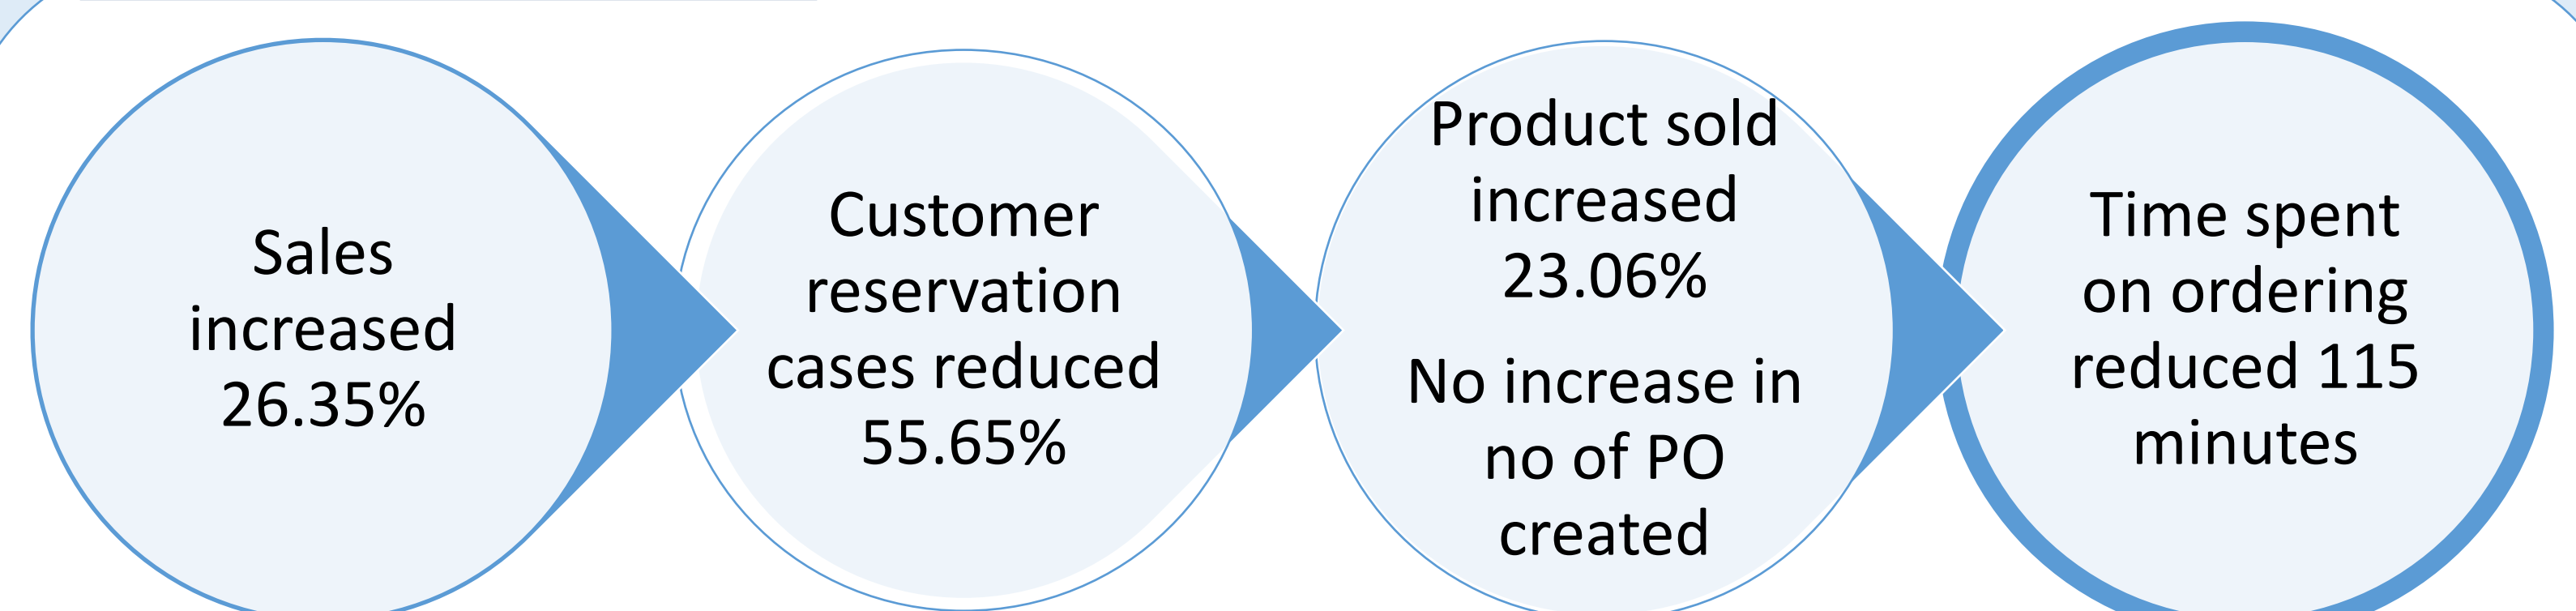 Sales
increased
26.35%
Customer
reservation
cases reduced
55.65%
Product sold
increased
23.06%
No increase in
no of PO
created
Time spent
on ordering
reduced 115
minutes